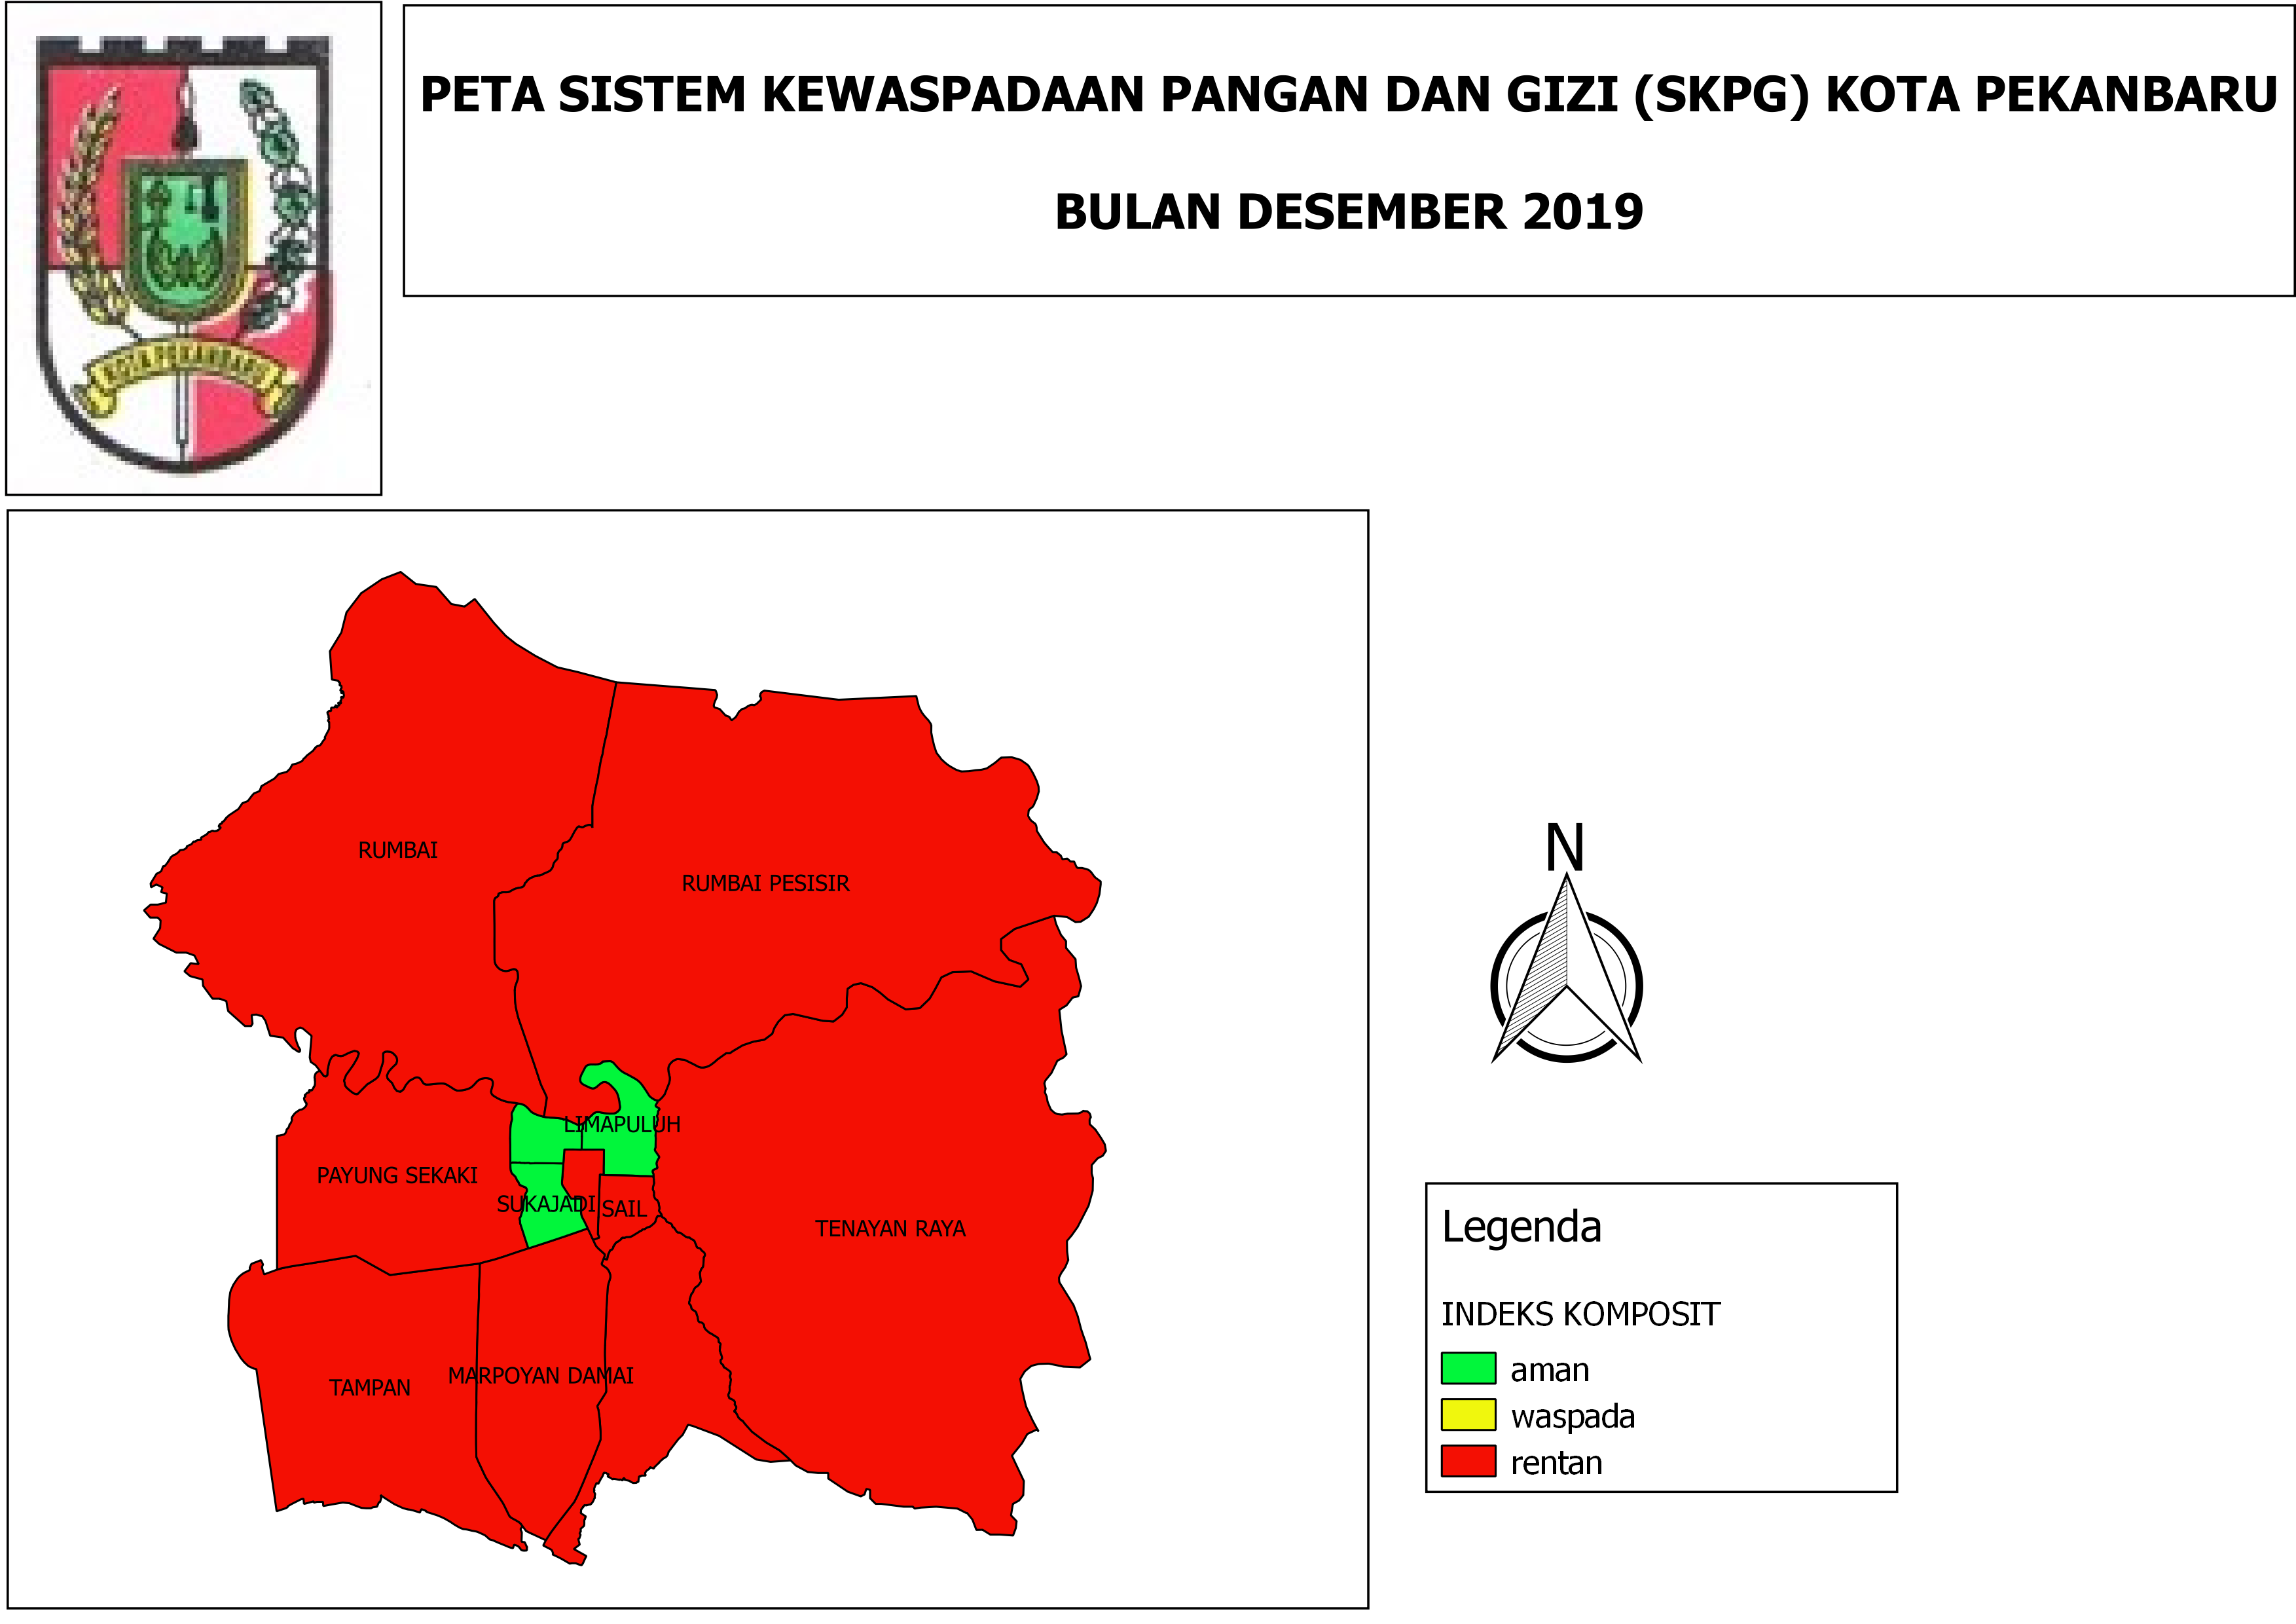 KOTA PEKANBARU
PETA SISTEM KEWASPADAAN PANGAN DAN GIZI (SKPG) KOTA PEKANBARU
BULAN DESEMBER 2019
RUMBAI
RUMBAI PESISIR
LIMAPULUH
PAYUNG SEKAKI
SUKAJADI
SAIL
TENAYAN RAYA
MARPOYAN DAMAI
TAMPAN
N
Legenda
INDEKS KOMPOSIT
aman
waspada
rentan